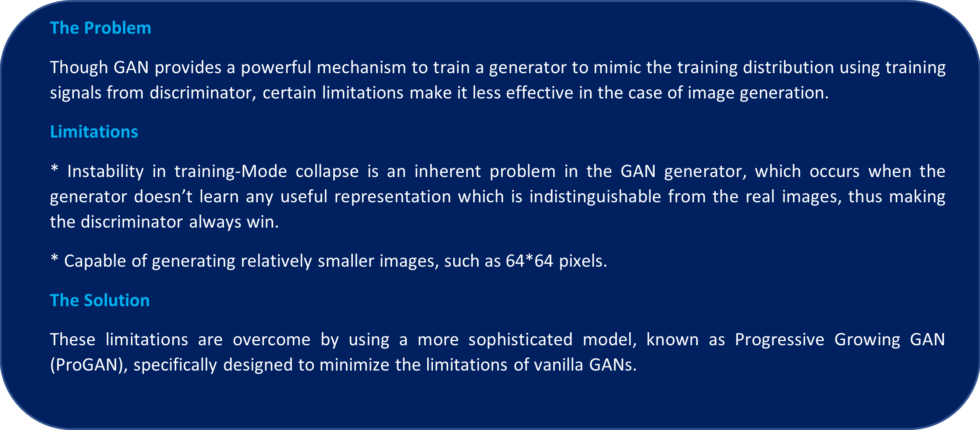 The Problem
Though GAN provides a powerful mechanism to train a generator to mimic the training distribution using training
signals from discriminator, certain limitations make it less effective in the case of image generation.
Limitations
* Instability in training-Mode collapse is an inherent problem in the GAN generator, which occurs when the
generator doesn’t learn any useful representation which is indistinguishable from the real images, thus making
the discriminator always win.
* Capable of generating relatively smaller images, such as 64*64 pixels.
The Solution
These limitations are overcome by using a more sophisticated model, known as Progressive Growing GAN
(ProGAN), specifically designed to minimize the limitations of vanilla GANs.